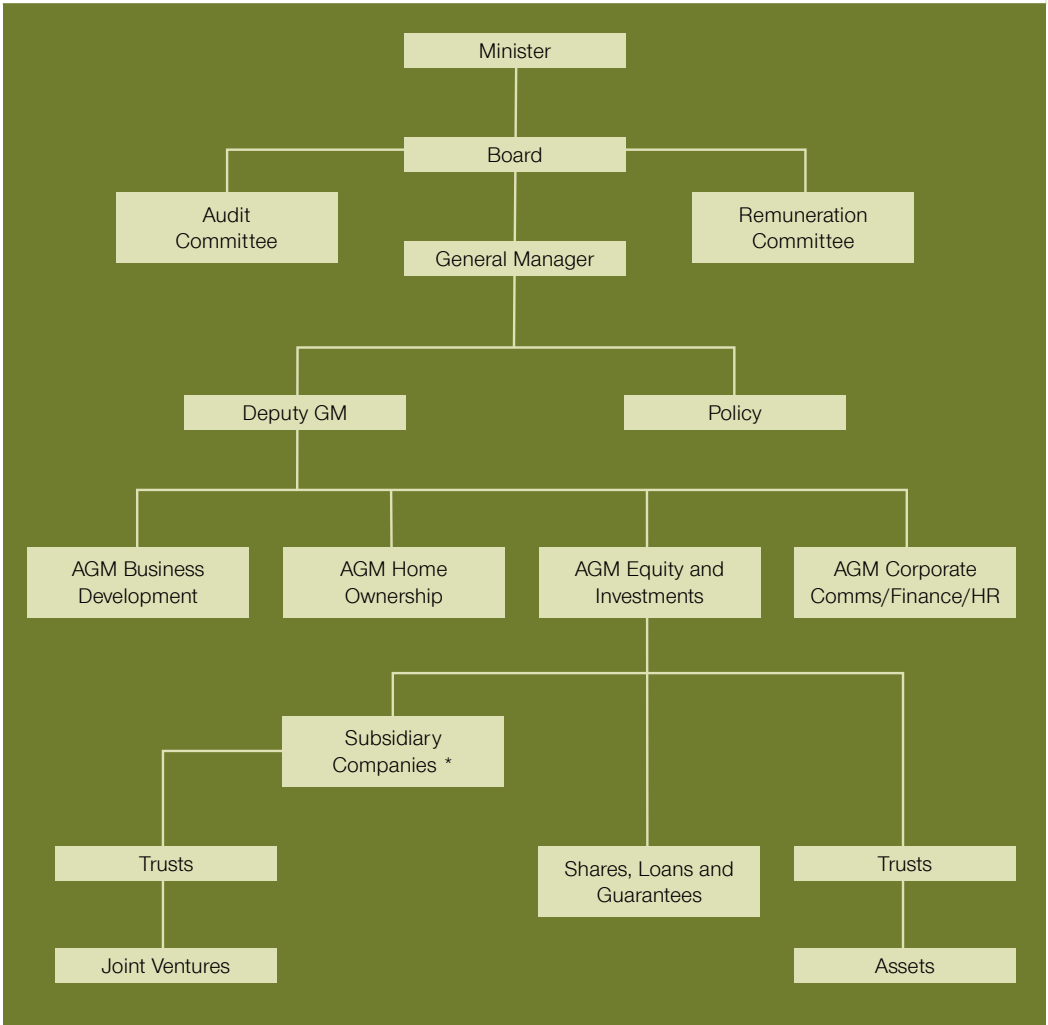 Minister
Board
Audit
Committee
Remuneration
Committee
General Manager
Deputy GM
Policy
AGM Business
Development
AGM Home
Ownership
AGM Equity and
Investments
AGM Corporate
Comms/Finance/HR
Subsidiary
Companies *
Trusts
Shares, Loans and
Guarantees
Trusts
Joint Ventures
Assets